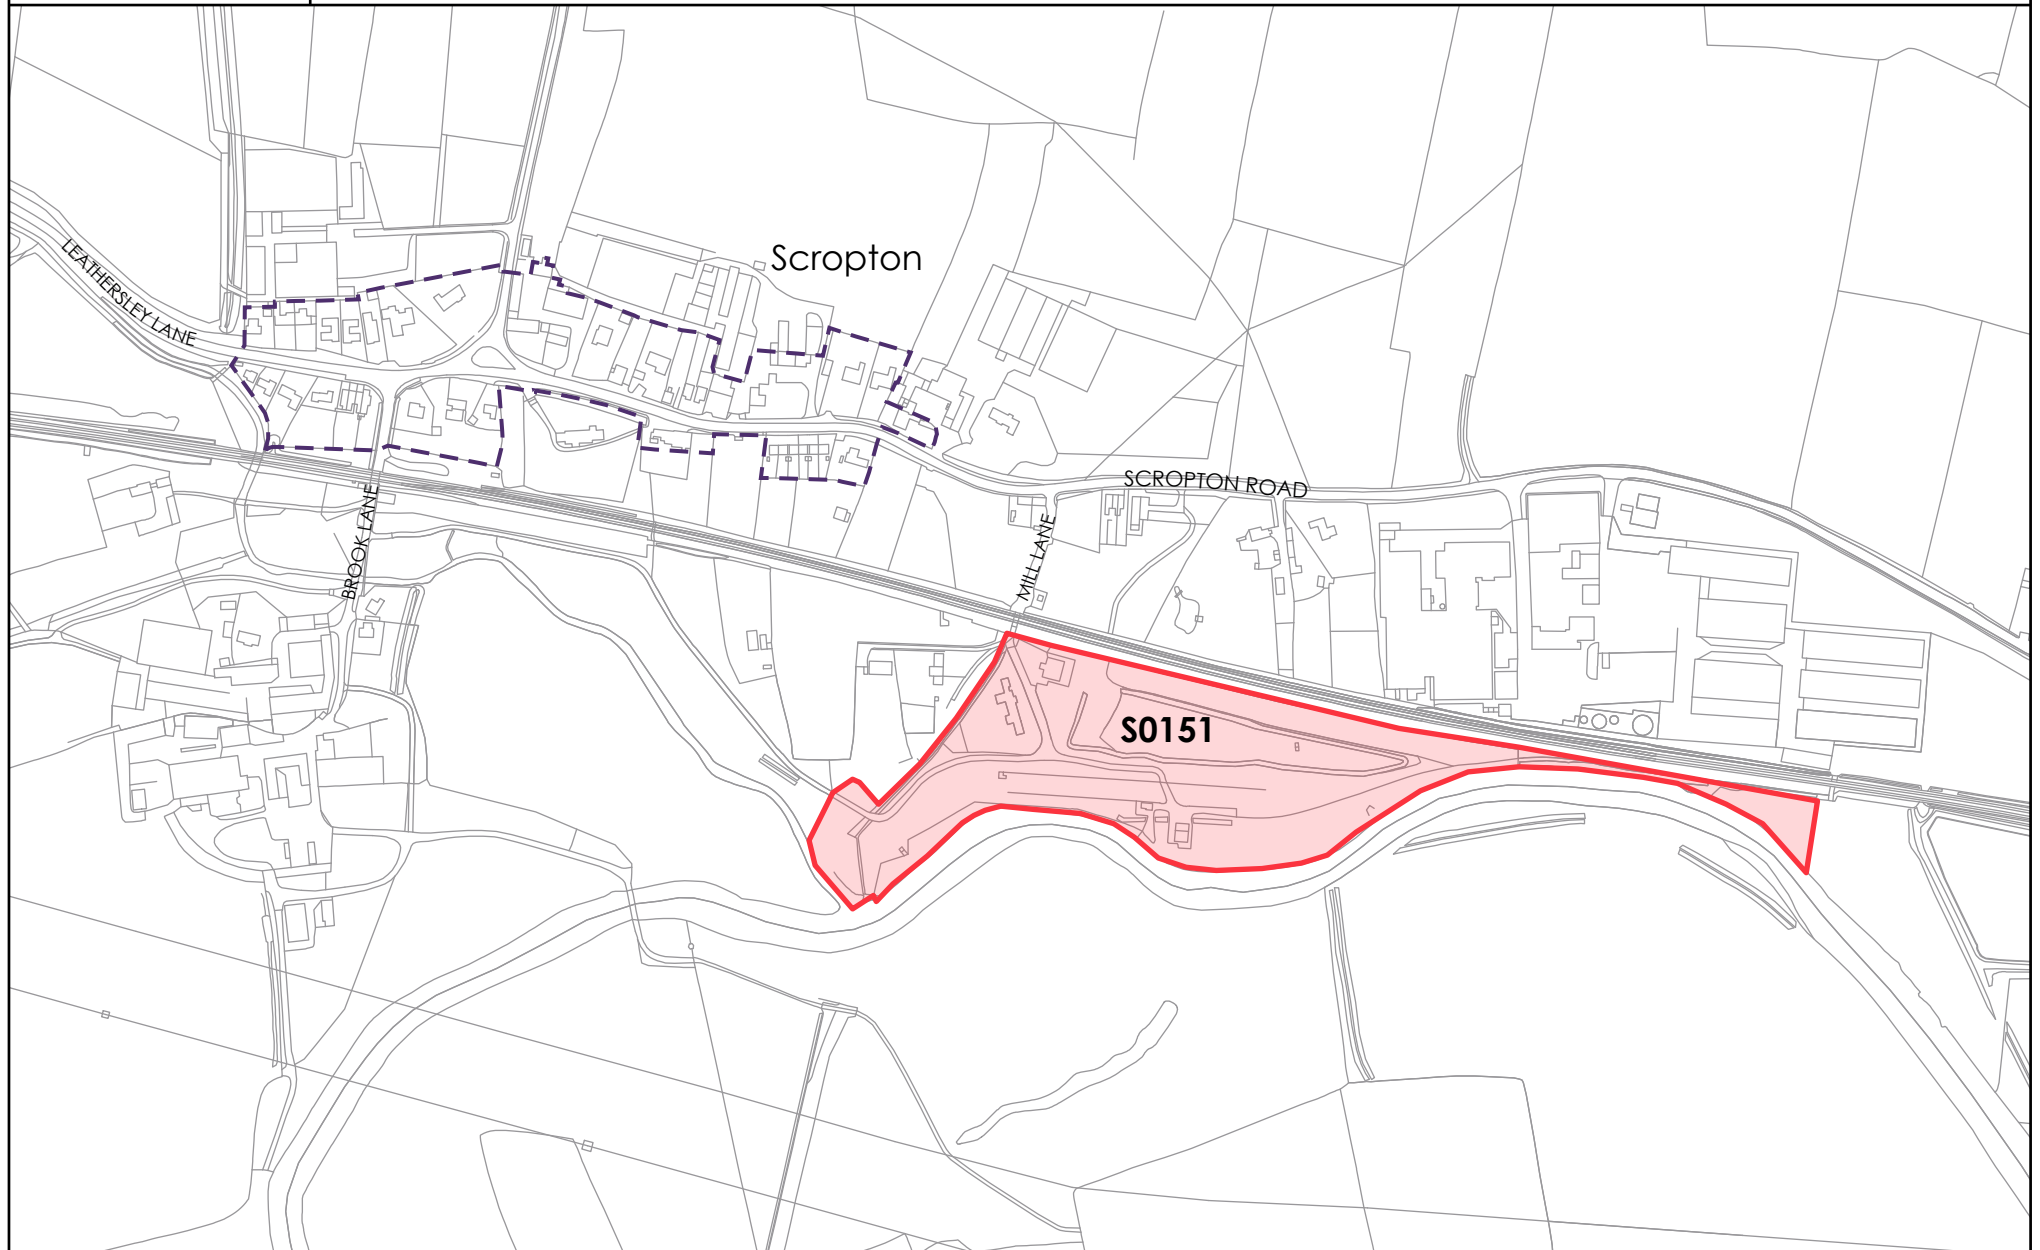 Scropton
LEATHERSLEY LANE
SCROPTON ROAD
BROOK LANE
MILL LANE
S0151